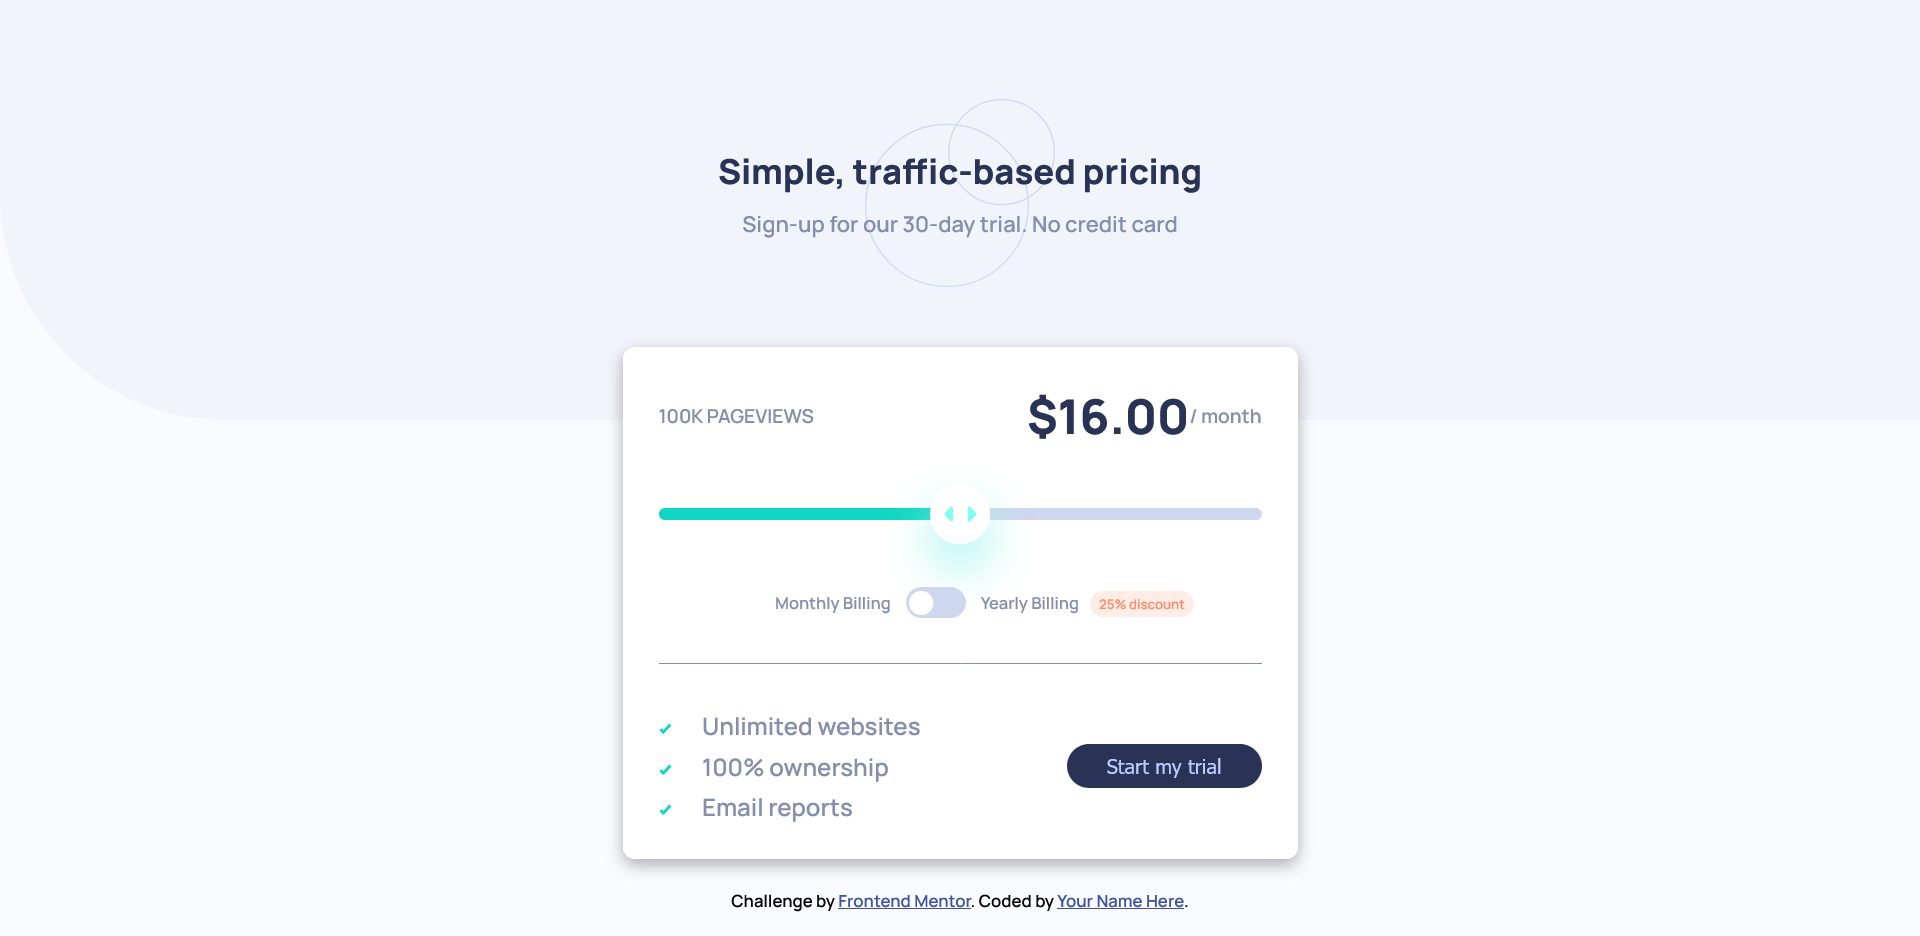 Simple, traffic-based pricing
Sign-up for our 30-day trial. No credit card
100K PAGEVIEWS
$16.00 / month
Monthly Billing
Yearly Billing
25% discount
Unlimited websites
100% ownership
Email reports
Start my trial
Challenge by Frontend Mentor. Coded by Your Name Here.